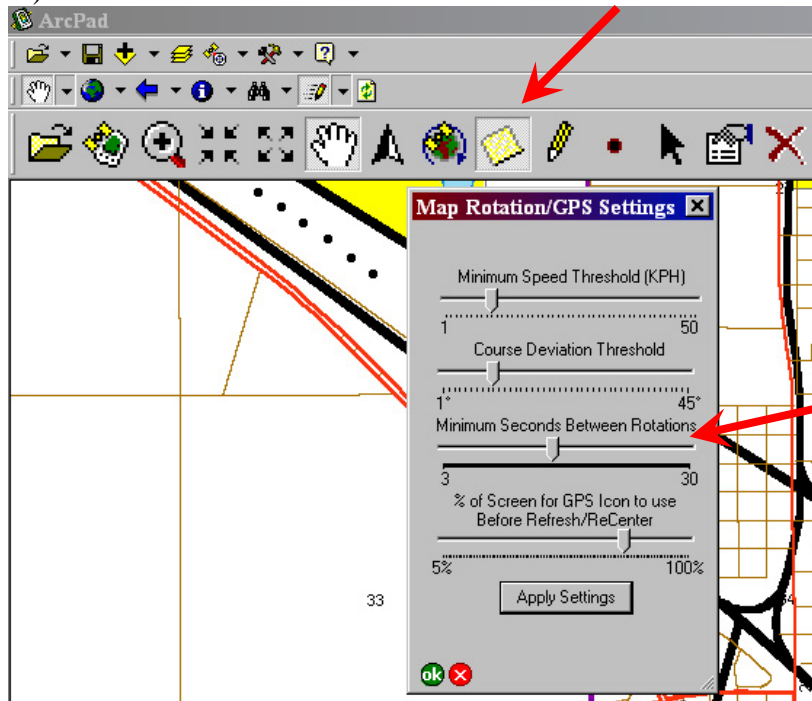 ArcPad
Map Rotation/GPS Settings
Minimum Speed Threshold (KPH)
1 50
Course Deviation Threshold
1° 45°
Minimum Seconds Between Rotations
3 30
% of Screen for GPS Icon to use
Before Refresh/ReCenter
5% 100%
Apply Settings
33
ok